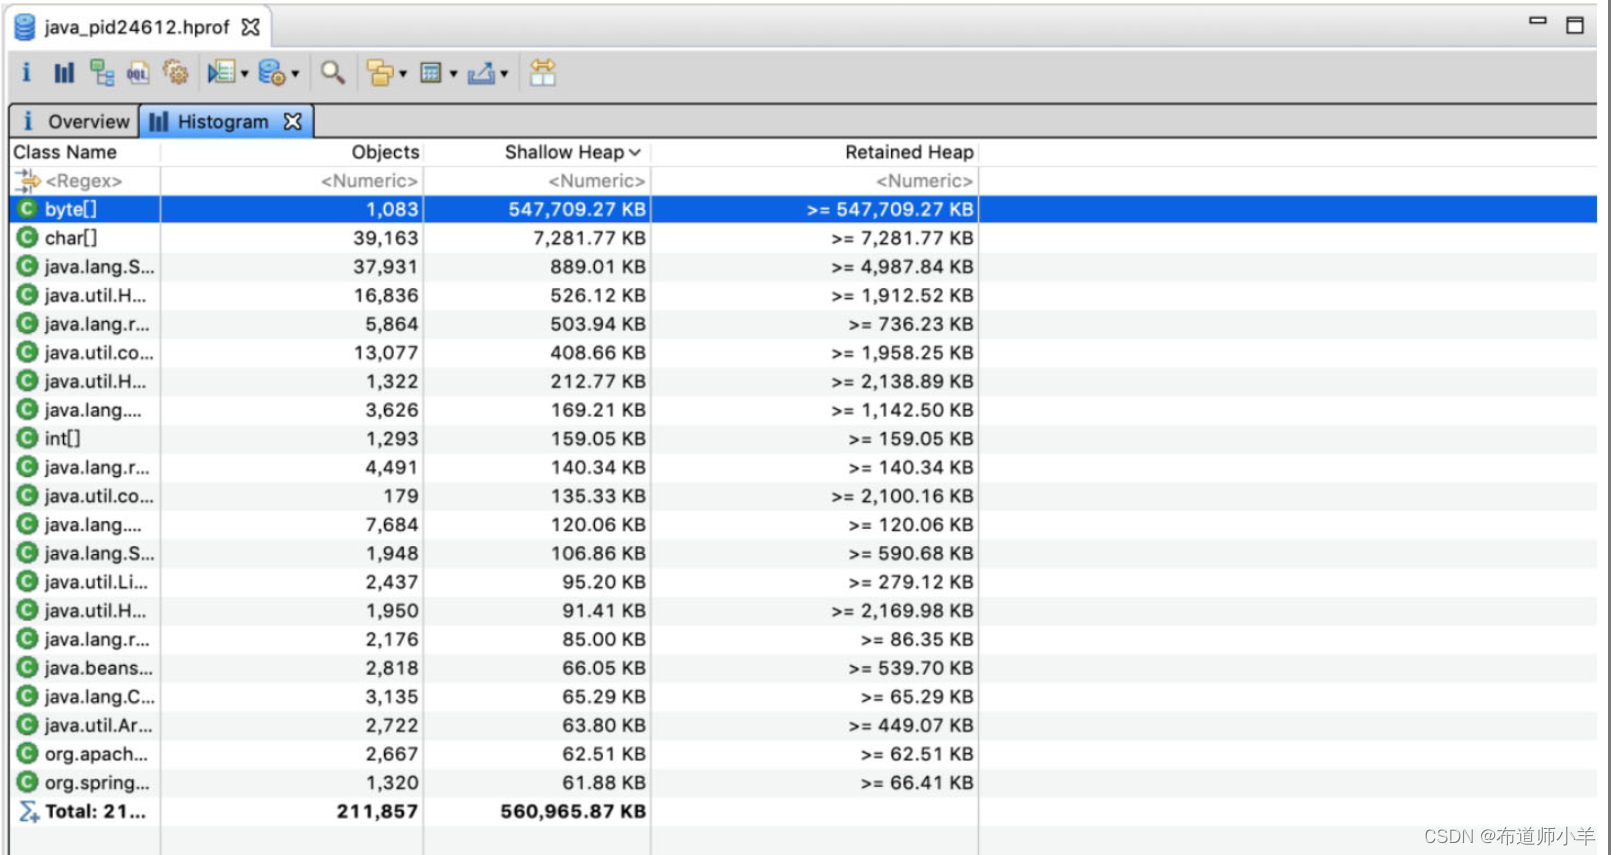 java_pid24612.hprof
Overview Histogram
Class Name Objects Shallow Heap Retained Heap
<Regex> <Numeric> <Numeric> <Numeric>
byte[] 1,083 547,709.27 KB >= 547,709.27 KB
char[] 39,163 7,281.77 KB >= 7,281.77 KB
java.lang.S... 37,931 889.01 KB >= 4,987.84 KB
java.util.H... 16,836 526.12 KB >= 1,912.52 KB
java.lang.r... 5,864 503.94 KB >= 736.23 KB
java.util.co... 13,077 408.66 KB >= 1,958.25 KB
java.util.H... 1,322 212.77 KB >= 2,138.89 KB
java.lang.... 3,626 169.21 KB >= 1,142.50 KB
int[] 1,293 159.05 KB >= 159.05 KB
java.lang.r... 4,491 140.34 KB >= 140.34 KB
java.util.co... 179 135.33 KB >= 2,100.16 KB
java.lang.... 7,684 120.06 KB >= 120.06 KB
java.lang.S... 1,948 106.86 KB >= 590.68 KB
java.util.Li... 2,437 95.20 KB >= 279.12 KB
java.util.H... 1,950 91.41 KB >= 2,169.98 KB
java.lang.r... 2,176 85.00 KB >= 86.35 KB
java.beans... 2,818 66.05 KB >= 539.70 KB
java.lang.C... 3,135 65.29 KB >= 65.29 KB
java.util.Ar... 2,722 63.80 KB >= 449.07 KB
org.apach... 2,667 62.51 KB >= 62.51 KB
org.spring... 1,320 61.88 KB >= 66.41 KB
Total: 21... 211,857 560,965.87 KB
CSDN @布道师小羊